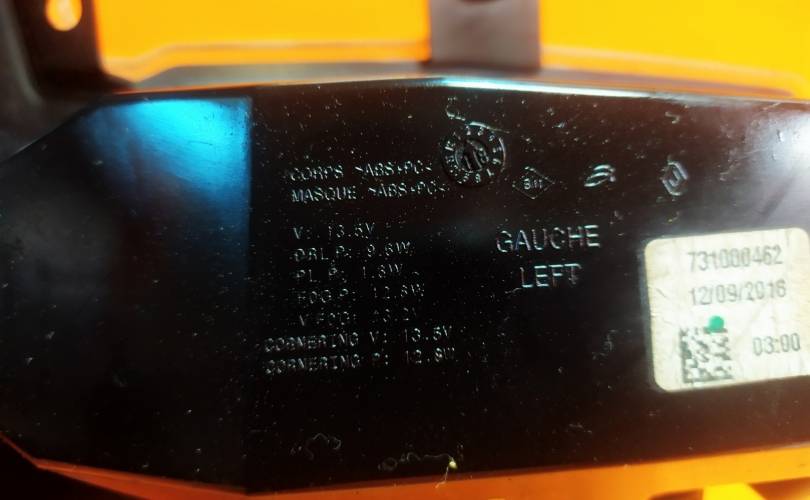 CORPS >ABS+PC<
MASQUE >ABS+PC<
V: 13.5V
DRL P: 9.6W
PL P: 1.8W
FOG P: 12.8W
V FOG:
CORNERING V: 13.5V
CORNERING P: 12.8W
GAUCHE
LEFT
731000462
12/09/2016
03:00